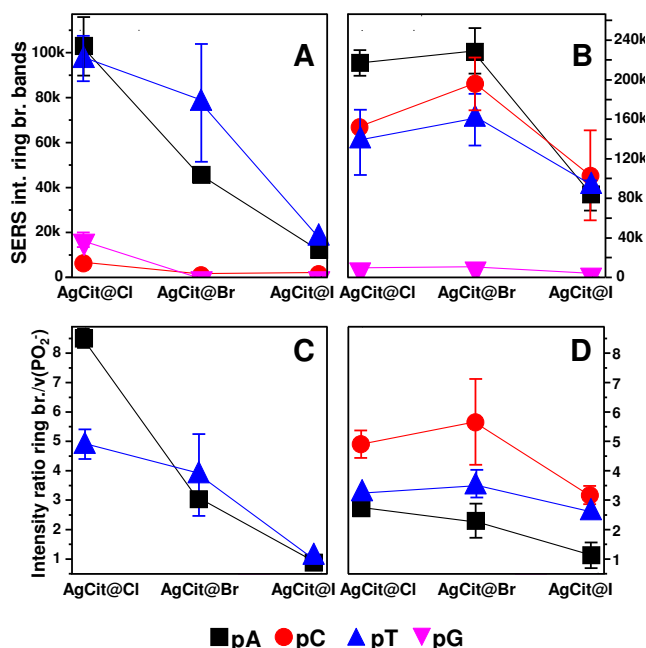 A
B
SERS int. ring br. bands
100k
80k
60k
40k
20k
0
240k
200k
160k
120k
80k
40k
0
AgCit@Cl AgCit@Br AgCit@I
AgCit@Cl AgCit@Br AgCit@I
C
D
Intensity ratio ring br./ν(PO₂⁻)
8
7
6
5
4
3
2
1
8
7
6
5
4
3
2
1
AgCit@Cl AgCit@Br AgCit@I
AgCit@Cl AgCit@Br AgCit@I
pA pC pT pG